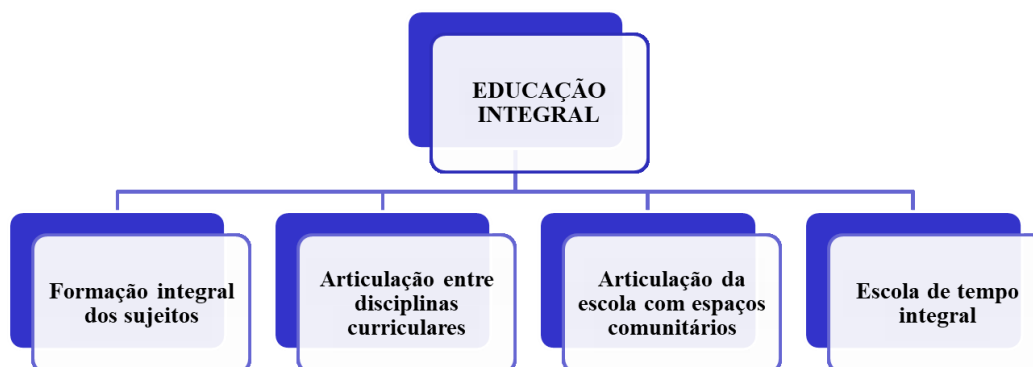 EDUCAÇÃO
INTEGRAL
Formação integral
dos sujeitos
Articulação entre
disciplinas
curriculares
Articulação da
escola com espaços
comunitários
Escola de tempo
integral